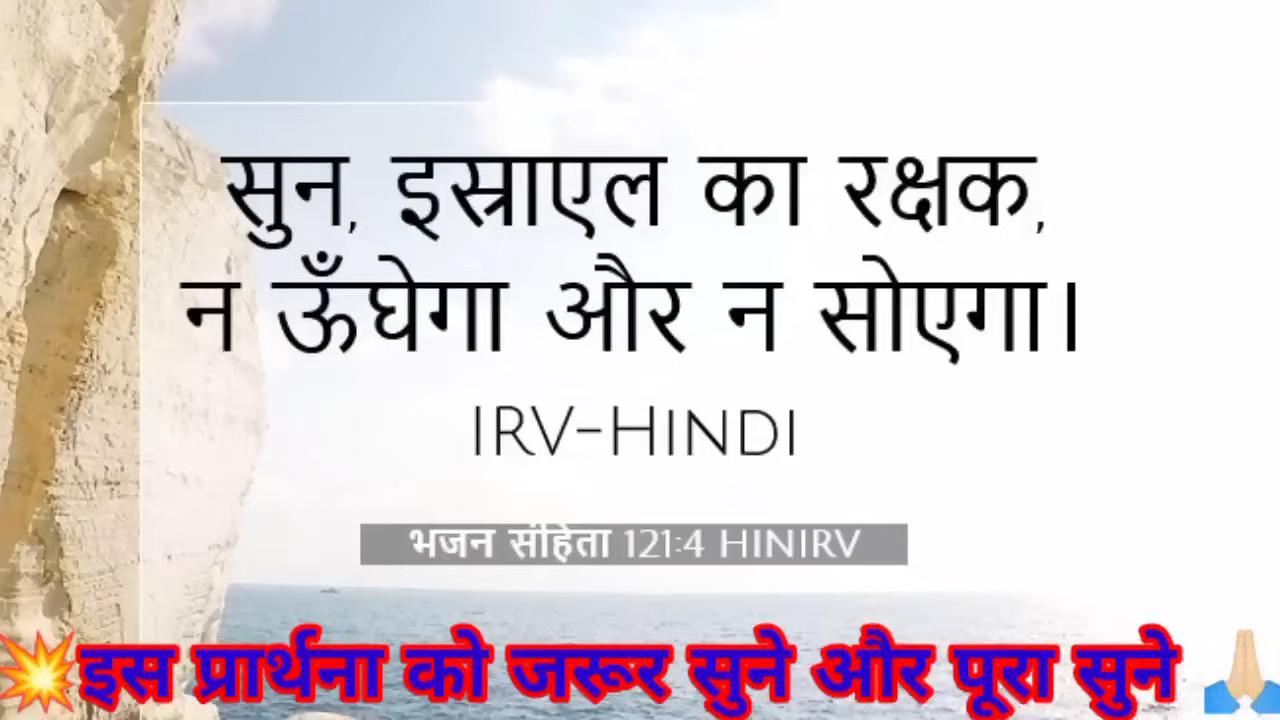 सुन, इस्राएल का रक्षक,
न ऊँघेगा और न सोएगा।
IRV-HINDI
भजन संहिता 121:4 HINIRV
💥इस प्रार्थना को जरूर सुने और पूरा सुने 🙏🏼